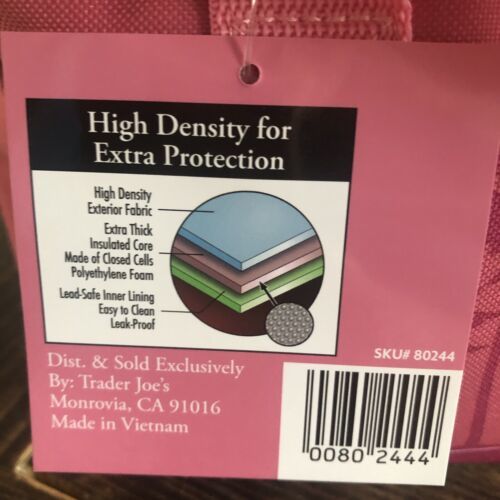 High Density for
Extra Protection
High Density
Exterior Fabric
Extra Thick
Insulated Core
Made of Closed Cells
Polyethylene Foam
Lead-Safe Inner Lining
Easy to Clean
Leak-Proof
SKU# 80244
Dist. & Sold Exclusively
By: Trader Joe's
Monrovia, CA 91016
Made in Vietnam
0080 2444